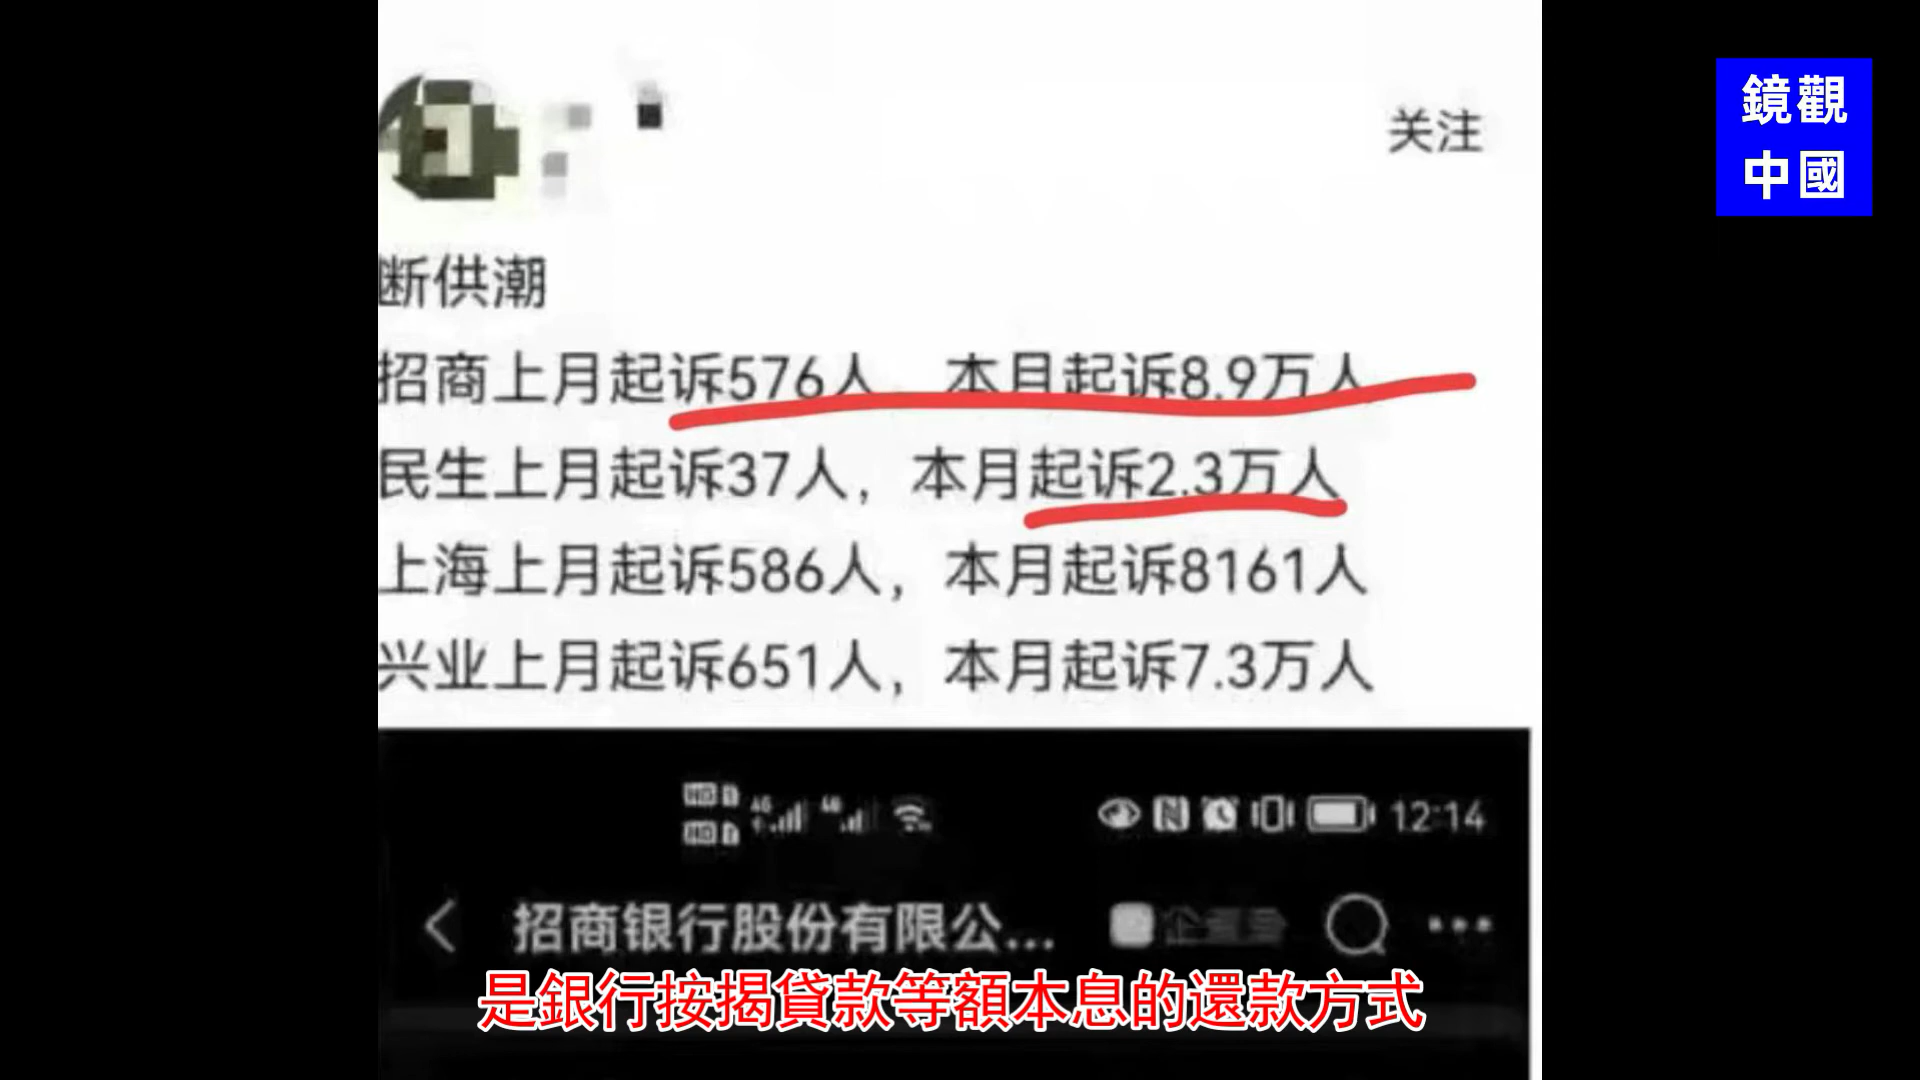 鏡觀
中國
关注
断供潮
招商上月起诉576人，本月起诉8.9万人
民生上月起诉37人，本月起诉2.3万人
上海上月起诉586人，本月起诉8161人
兴业上月起诉651人，本月起诉7.3万人
12:14
招商银行股份有限公...
是銀行按揭貸款等額本息的還款方式